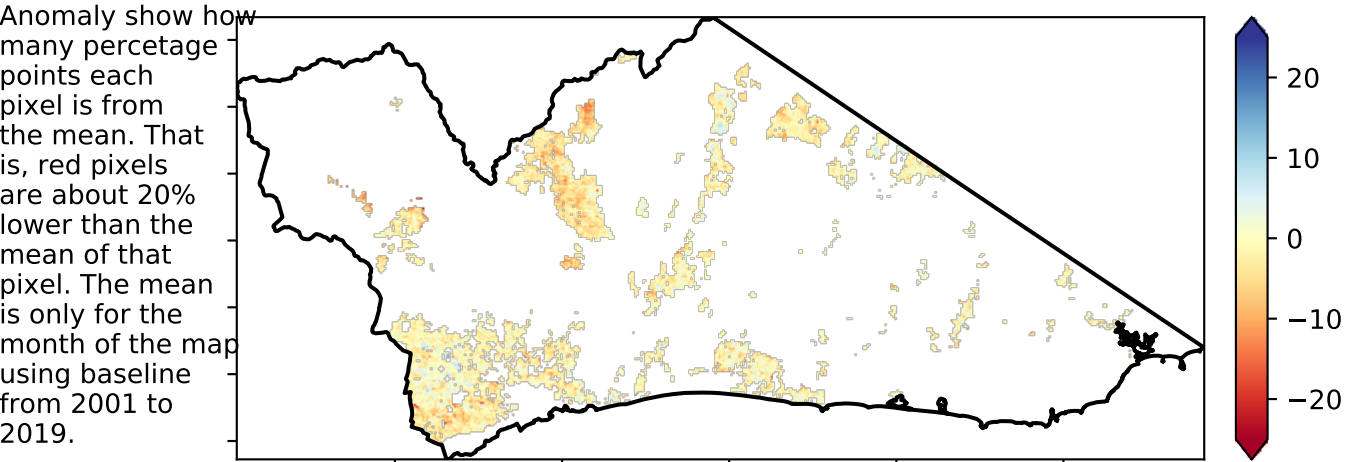 Anomaly show how
many percetage
points each
pixel is from
the mean. That
is, red pixels
are about 20%
lower than the
mean of that
pixel. The mean
is only for the
month of the map
using baseline
from 2001 to
2019.
20
10
0
−10
−20